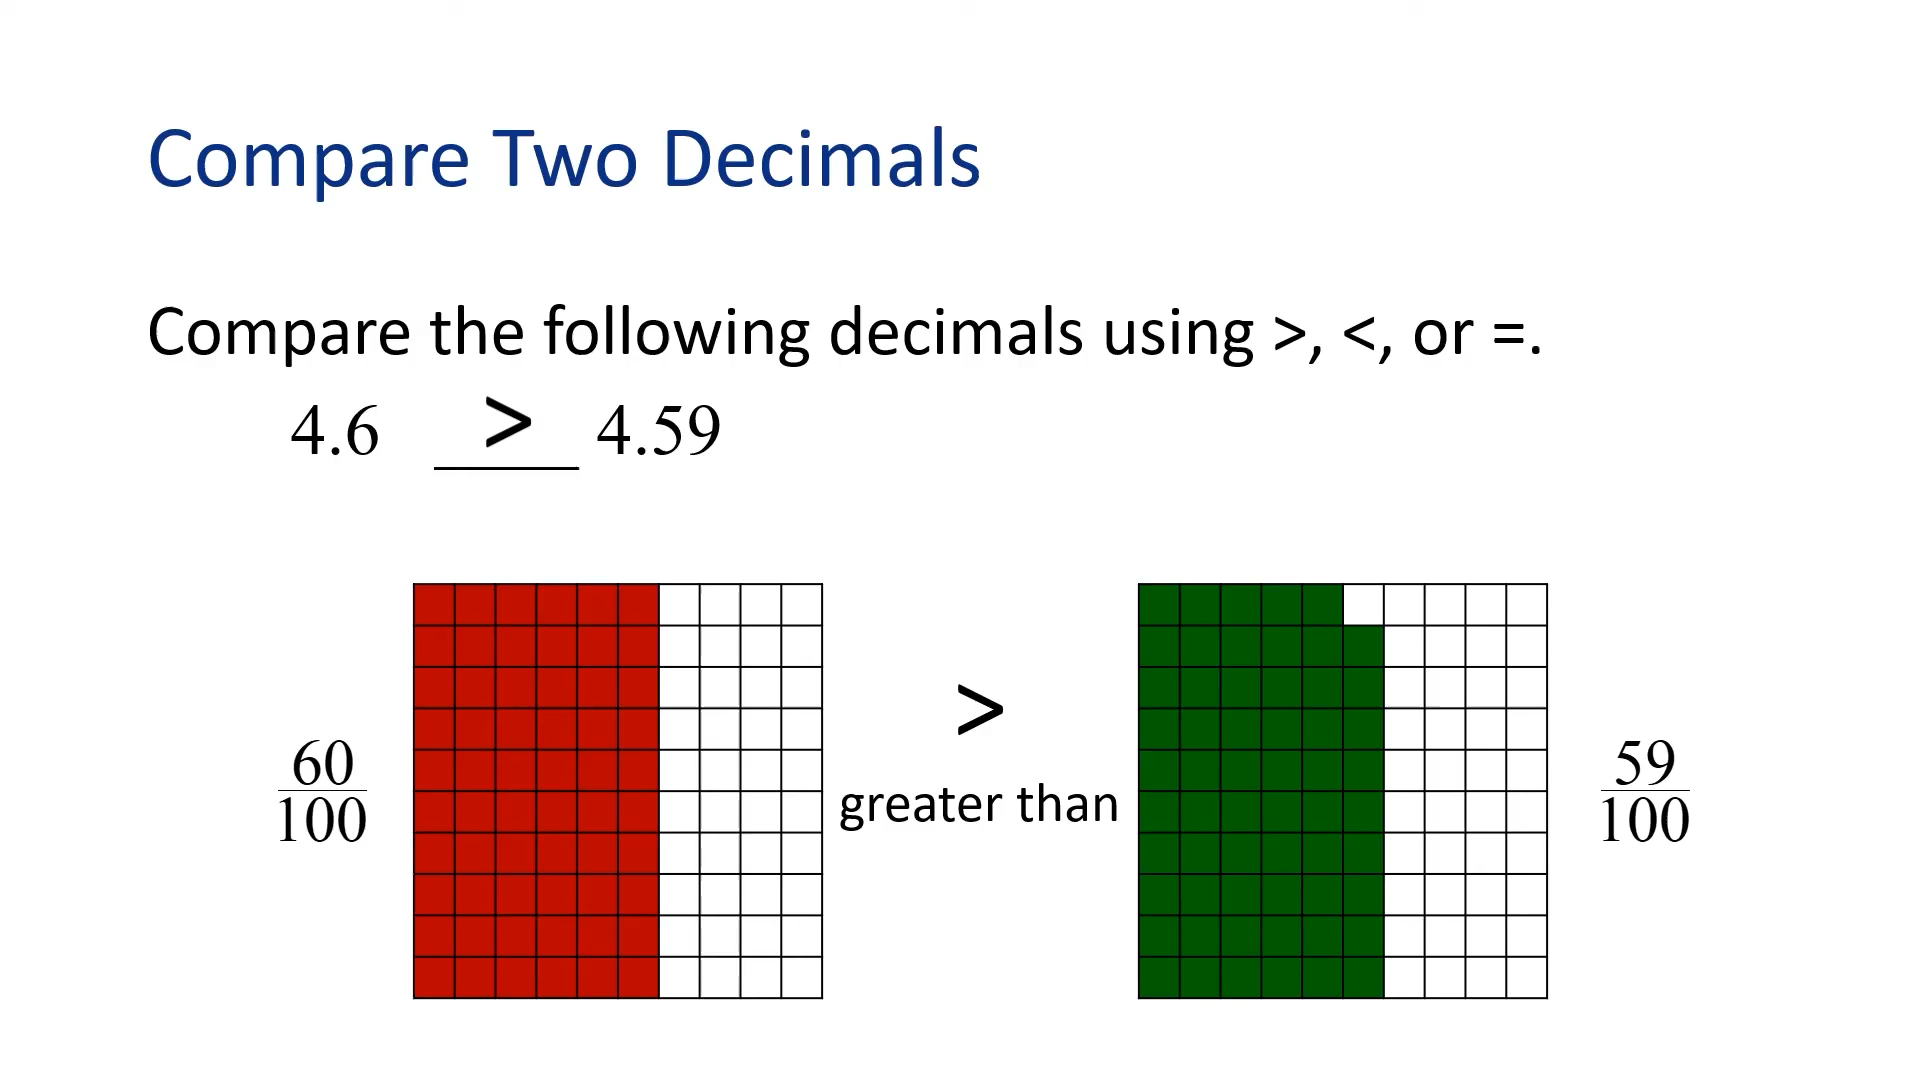 Compare Two Decimals
Compare the following decimals using >, <, or =.
4.6 > 4.59
60
100
>
greater than
59
100